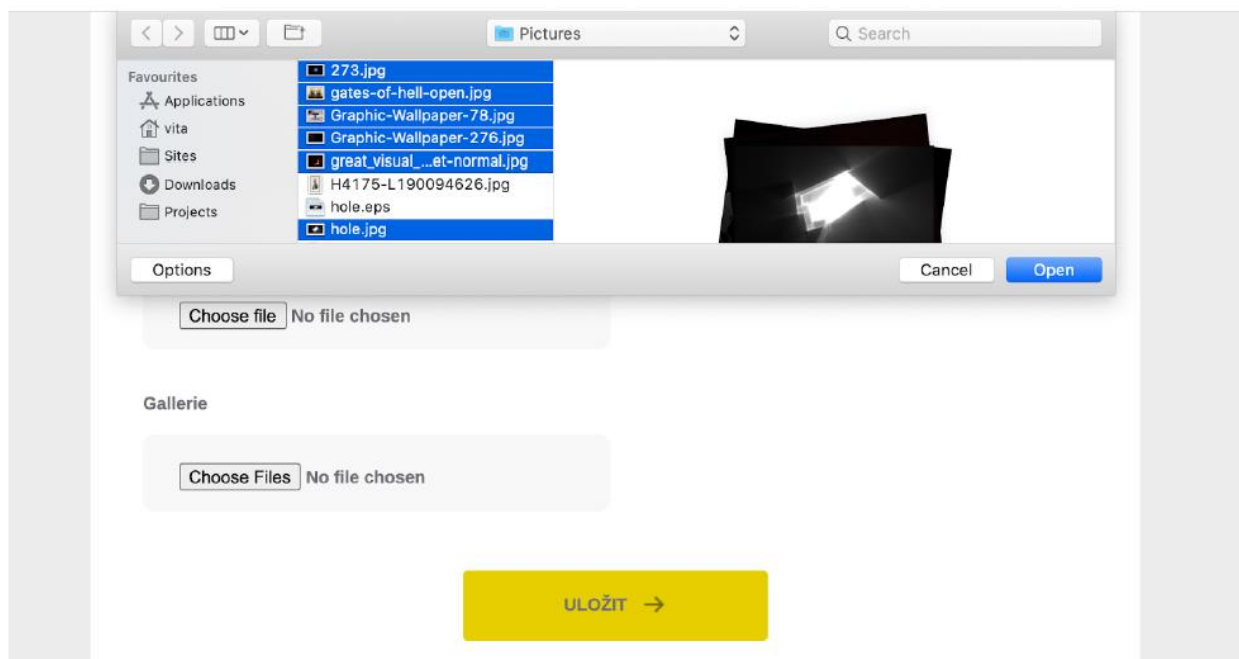 Pictures
Search
Favourites
Applications
vita
Sites
Downloads
Projects
273.jpg
gates-of-hell-open.jpg
Graphic-Wallpaper-78.jpg
Graphic-Wallpaper-276.jpg
great_visual_...et-normal.jpg
H4175-L190094626.jpg
hole.eps
hole.jpg
Options
Cancel
Open
Choose file No file chosen
Gallerie
Choose Files No file chosen
ULOŽIT →